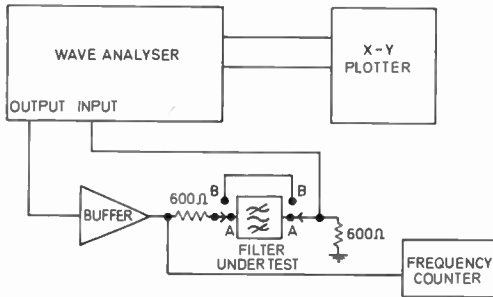 WAVE ANALYSER
X-Y
PLOTTER
OUTPUT INPUT
B
B
600Ω
BUFFER
A
A
600Ω
FILTER
UNDER TEST
FREQUENCY
COUNTER